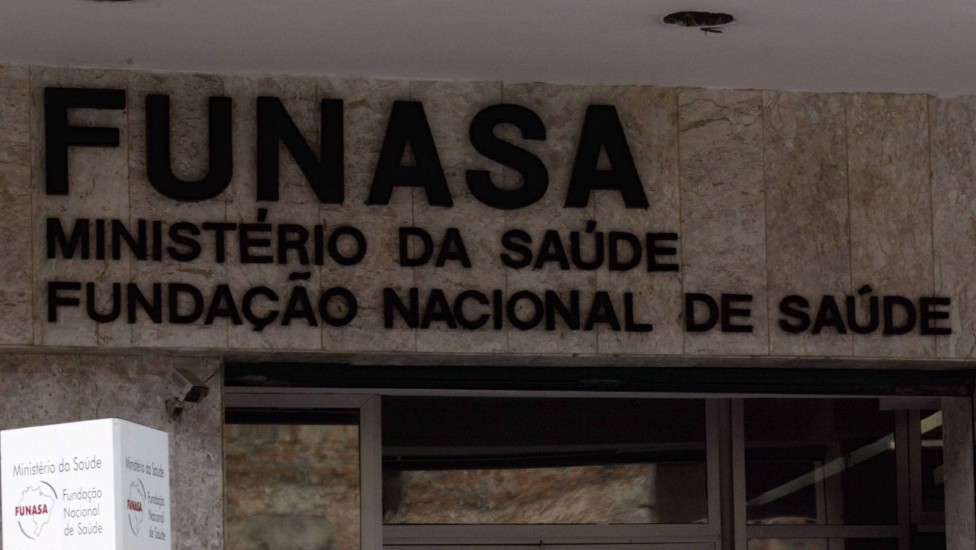 FUNASA
MINISTÉRIO DA SAÚDE
FUNDAÇÃO NACIONAL DE SAÚDE
Ministério da Saúde
FUNASA
Fundação
Nacional
de Saúde
Ministério da Saúde
FUNASA
Fundação
Nacional
de Saúde